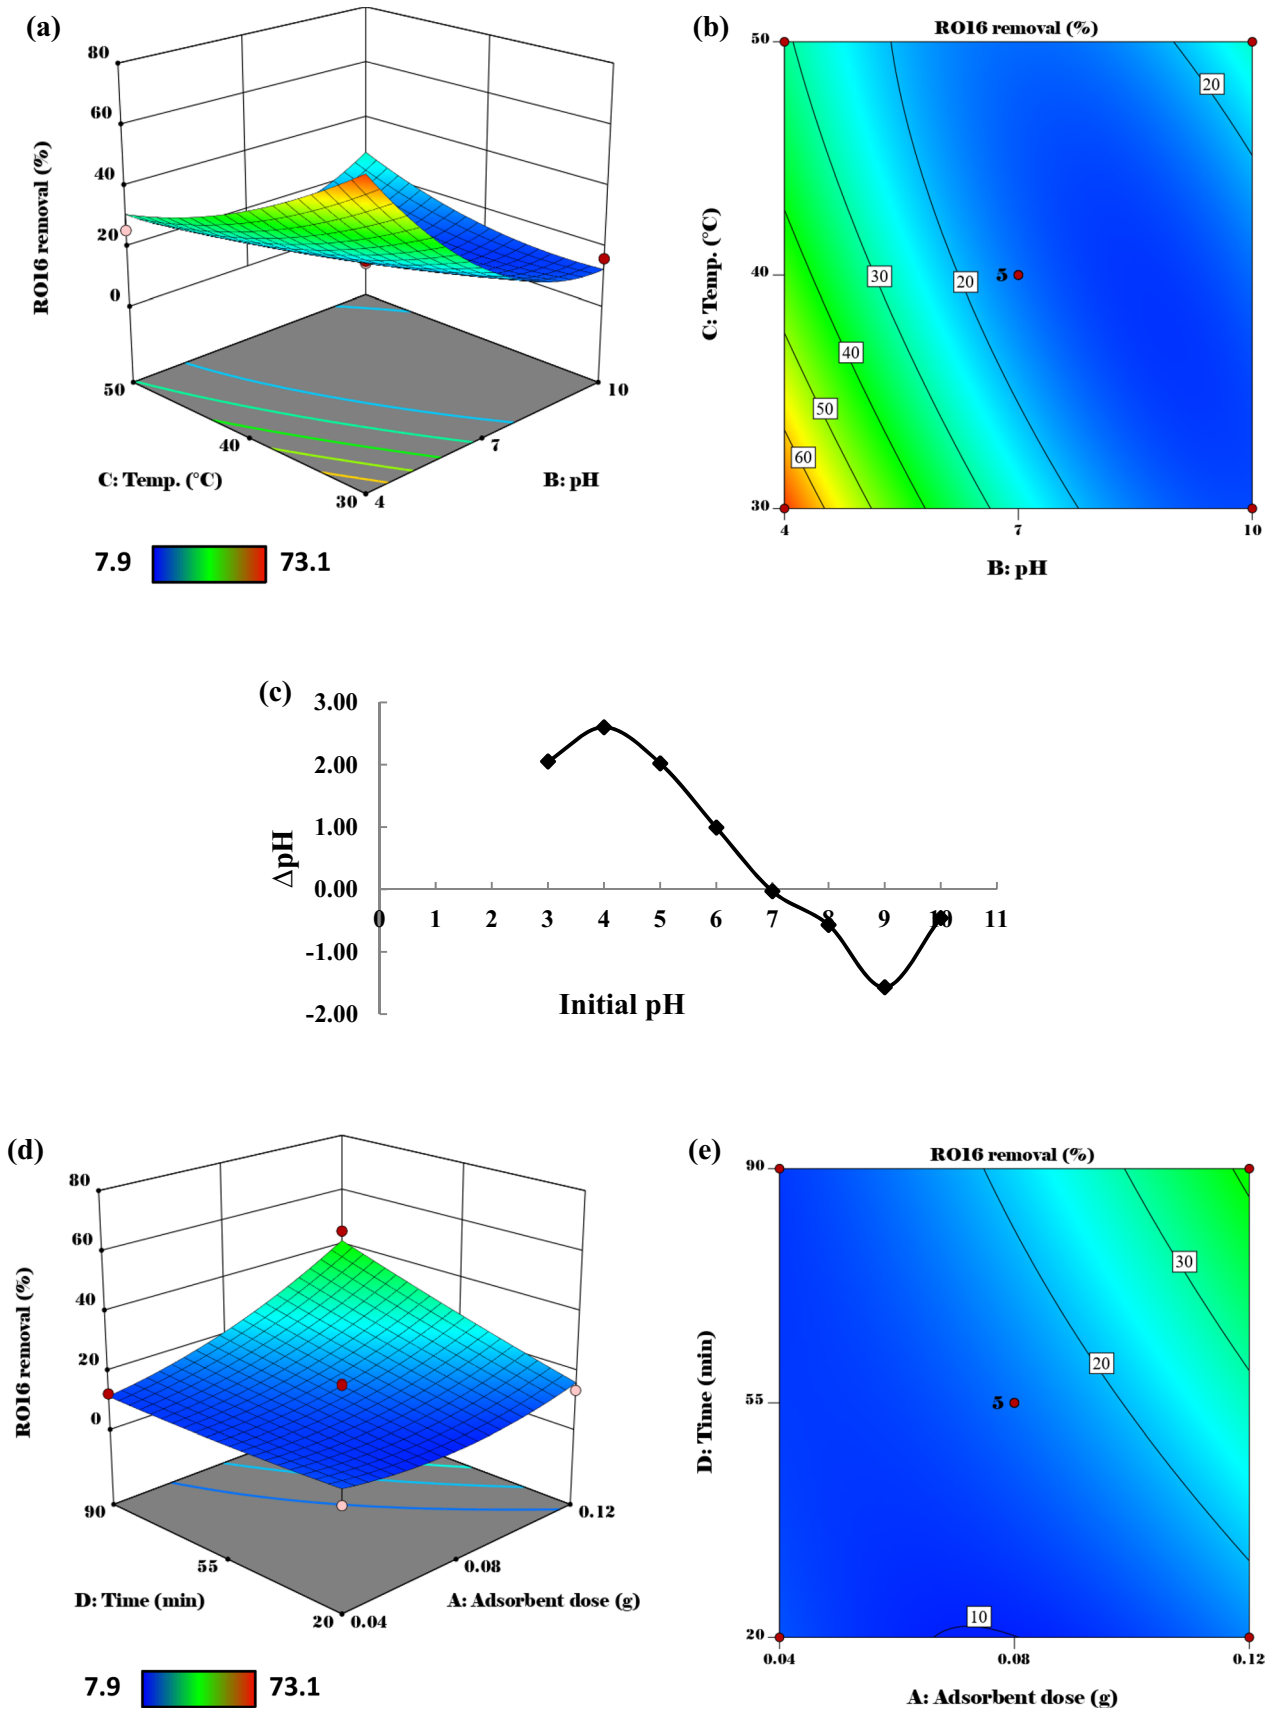 (a)
80
60
40
20
0
RO16 removal (%)
50
40
30
4
7
10
C: Temp. (°C)
B: pH
7.9
73.1
(b)
RO16 removal (%)
50
40
30
C: Temp. (°C)
20
30
20
5
40
50
60
4
7
10
B: pH
(c)
3.00
2.00
1.00
0.00
-1.00
-2.00
ΔpH
0 1 2 3 4 5 6 7 8 9 10 11
Initial pH
(d)
80
60
40
20
0
RO16 removal (%)
90
55
20
0.04
0.08
0.12
D: Time (min)
A: Adsorbent dose (g)
7.9
73.1
(e)
RO16 removal (%)
90
55
20
D: Time (min)
30
20
5
10
0.04
0.08
0.12
A: Adsorbent dose (g)